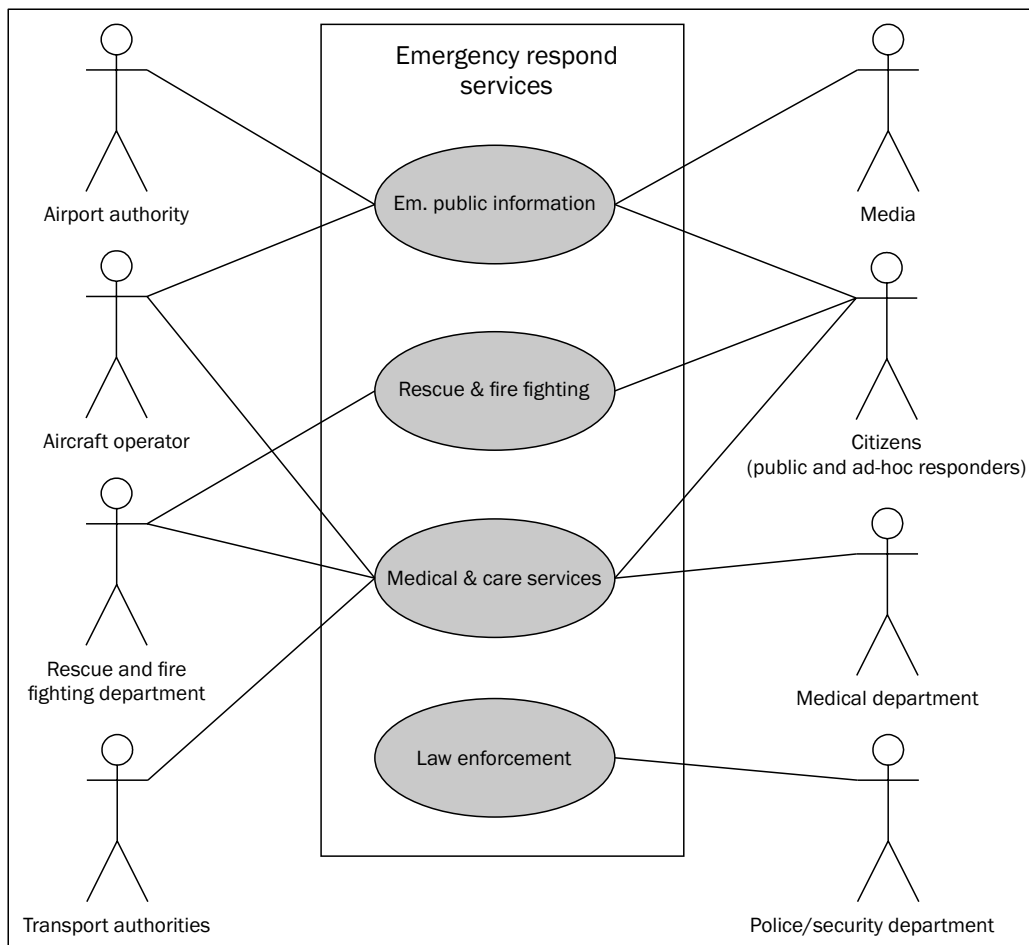 Emergency respond
services
Airport authority
Em. public information
Media
Aircraft operator
Rescue & fire fighting
Citizens
(public and ad-hoc responders)
Rescue and fire
fighting department
Medical & care services
Medical department
Law enforcement
Transport authorities
Police/security department